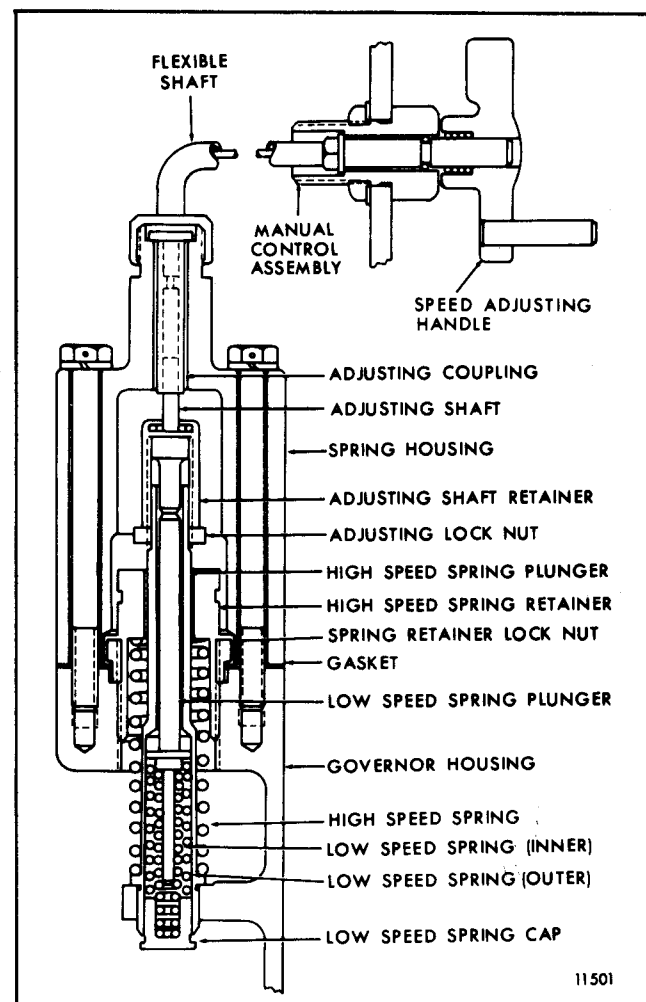 FLEXIBLE
SHAFT
MANUAL
CONTROL
ASSEMBLY
SPEED ADJUSTING
HANDLE
ADJUSTING COUPLING
ADJUSTING SHAFT
SPRING HOUSING
ADJUSTING SHAFT RETAINER
ADJUSTING LOCK NUT
HIGH SPEED SPRING PLUNGER
HIGH SPEED SPRING RETAINER
SPRING RETAINER LOCK NUT
GASKET
LOW SPEED SPRING PLUNGER
GOVERNOR HOUSING
HIGH SPEED SPRING
LOW SPEED SPRING (INNER)
LOW SPEED SPRING (OUTER)
LOW SPEED SPRING CAP
11501